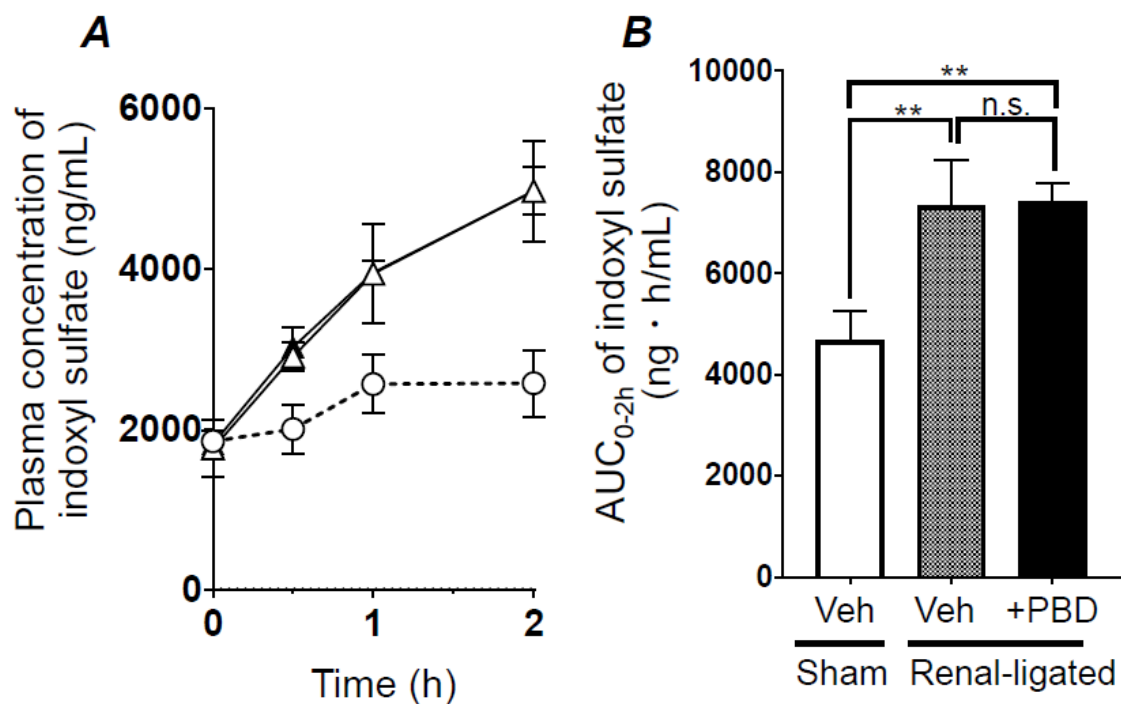 A
Plasma concentration of
indoxyl sulfate (ng/mL)
6000
4000
2000
0
0 1 2
Time (h)
B
AUC0-2h of indoxyl sulfate
(ng・h/mL)
10000
8000
6000
4000
2000
0
**
** n.s.
Veh Veh +PBD
Sham Renal-ligated